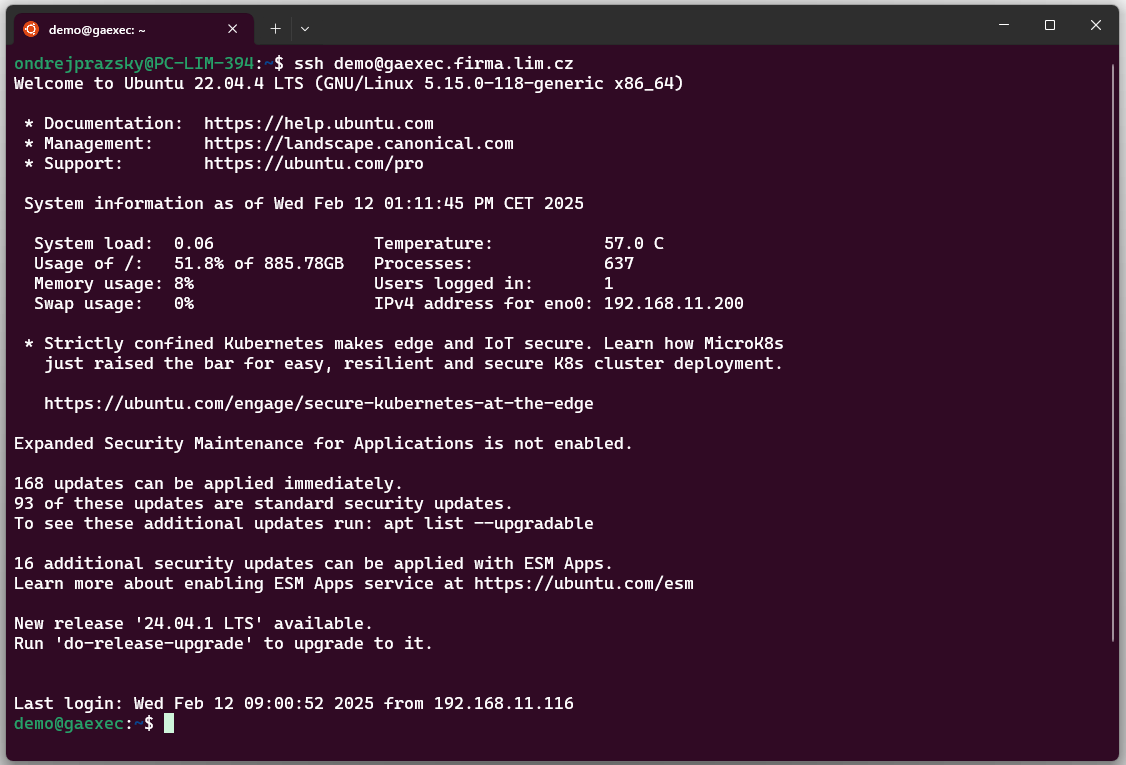 demo@gaexec: ~
ondrejprazsky@PC-LIM-394:~$ ssh demo@gaexec.firma.lim.cz
Welcome to Ubuntu 22.04.4 LTS (GNU/Linux 5.15.0-118-generic x86_64)
* Documentation:  https://help.ubuntu.com
* Management:     https://landscape.canonical.com
* Support:        https://ubuntu.com/pro
System information as of Wed Feb 12 01:11:45 PM CET 2025
System load:  0.06                Temperature:           57.0 C
Usage of /:   51.8% of 885.78GB   Processes:             637
Memory usage: 8%                  Users logged in:       1
Swap usage:   0%                  IPv4 address for eno0: 192.168.11.200
* Strictly confined Kubernetes makes edge and IoT secure. Learn how MicroK8s
just raised the bar for easy, resilient and secure K8s cluster deployment.
https://ubuntu.com/engage/secure-kubernetes-at-the-edge
Expanded Security Maintenance for Applications is not enabled.
168 updates can be applied immediately.
93 of these updates are standard security updates.
To see these additional updates run: apt list --upgradable
16 additional security updates can be applied with ESM Apps.
Learn more about enabling ESM Apps service at https://ubuntu.com/esm
New release '24.04.1 LTS' available.
Run 'do-release-upgrade' to upgrade to it.
Last login: Wed Feb 12 09:00:52 2025 from 192.168.11.116
demo@gaexec:~$